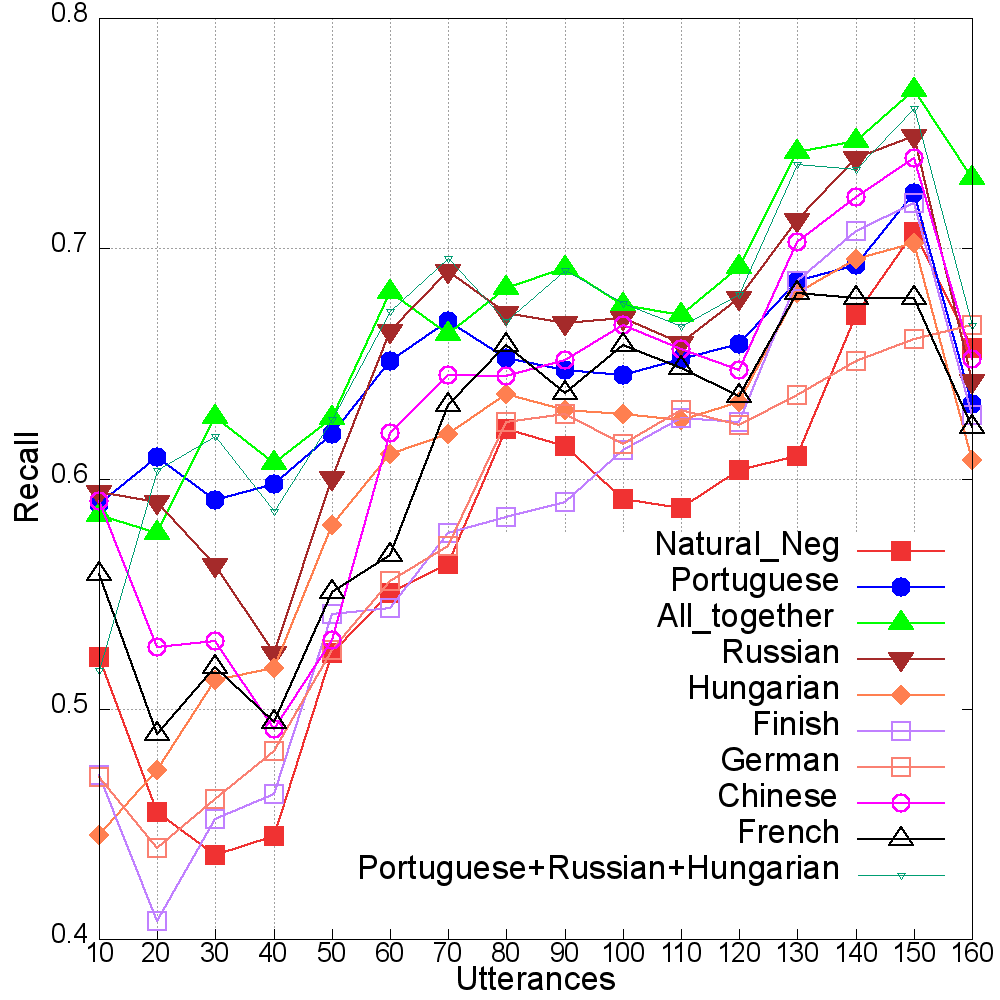 0.8
0.7
0.6
0.5
0.4
Recall
Natural_Neg
Portuguese
All_together
Russian
Hungarian
Finish
German
Chinese
French
Portuguese+Russian+Hungarian
10 20 30 40 50 60 70 80 90 100 110 120 130 140 150 160
Utterances